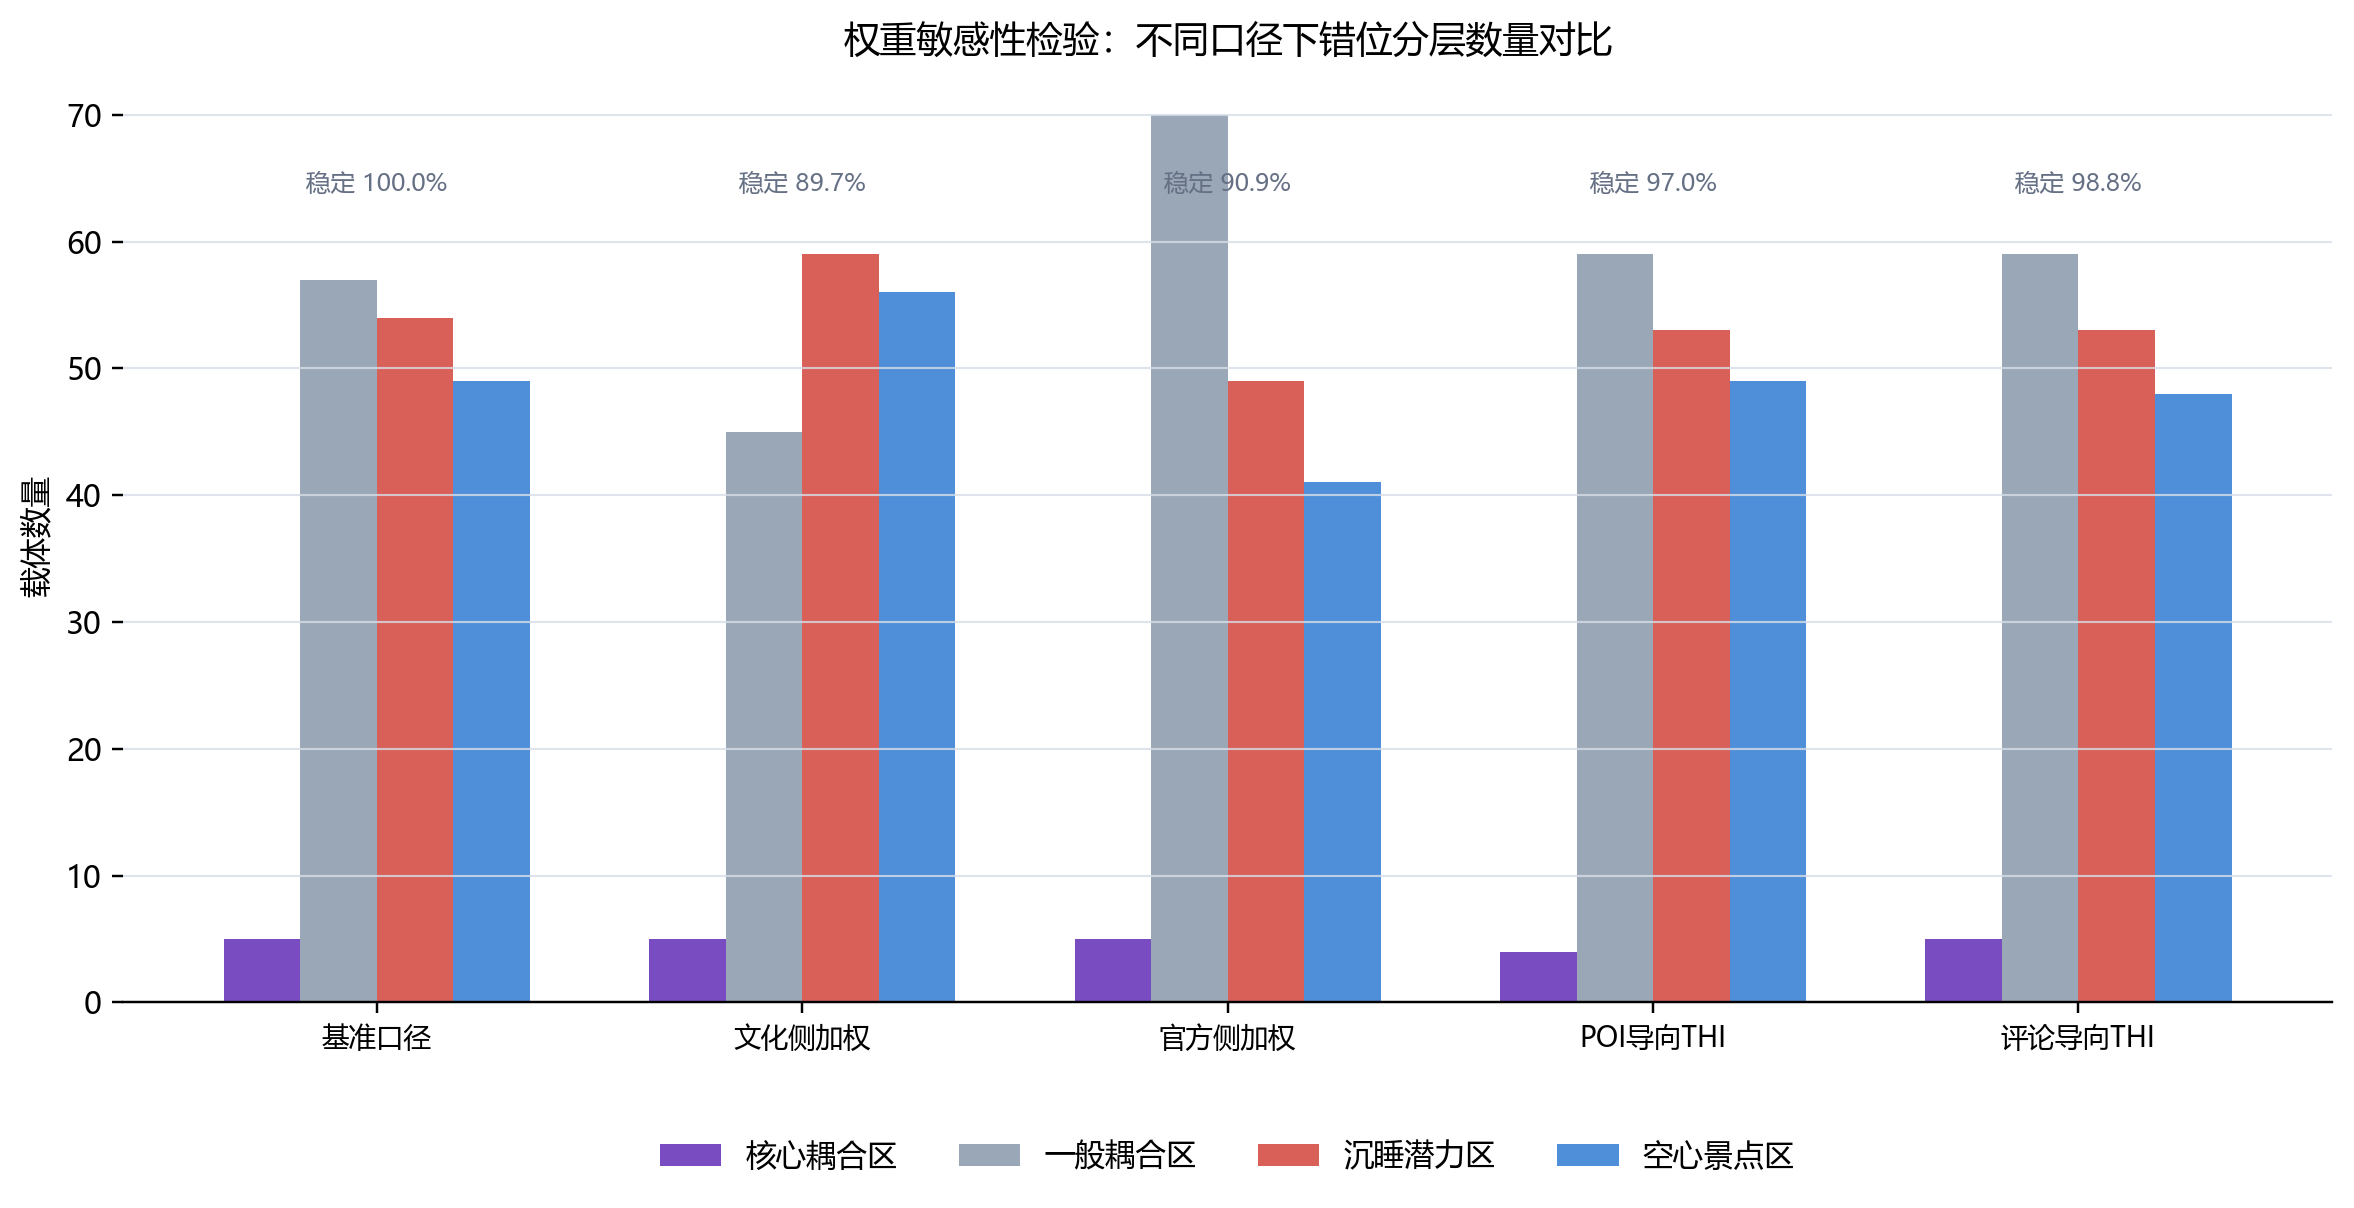 权重敏感性检验：不同口径下错位分层数量对比
载体数量
70
60
50
40
30
20
10
0
稳定 100.0%
稳定 89.7%
稳定 90.9%
稳定 97.0%
稳定 98.8%
基准口径
文化侧加权
官方侧加权
POI导向THI
评论导向THI
核心耦合区
一般耦合区
沉睡潜力区
空心景点区